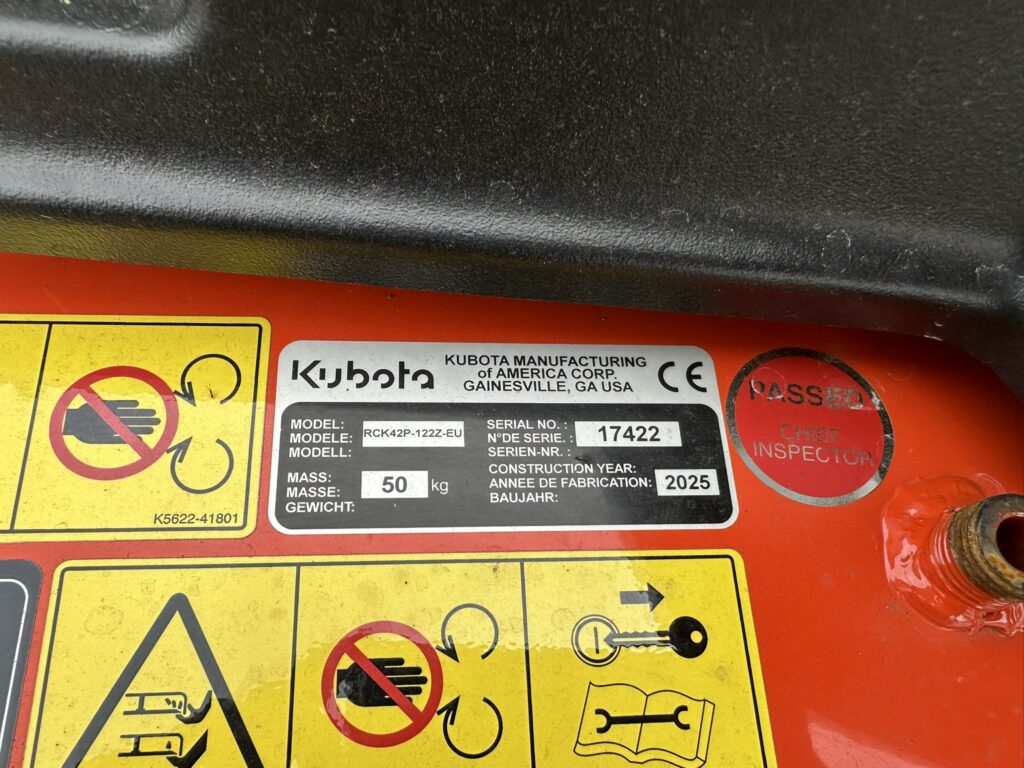 Kubota
KUBOTA MANUFACTURING
of AMERICA CORP.
GAINESVILLE, GA USA
CE
MODEL:
MODELE:
MODELL:
RCK42P-122Z-EU
SERIAL NO. :
N°DE SERIE. :
SERIEN-NR. :
17422
MASS:
MASSE:
GEWICHT:
50 kg
CONSTRUCTION YEAR:
ANNEE DE FABRICATION:
BAUJAHR:
2025
PASSED
CHIEF
INSPECTOR
K5622-41801